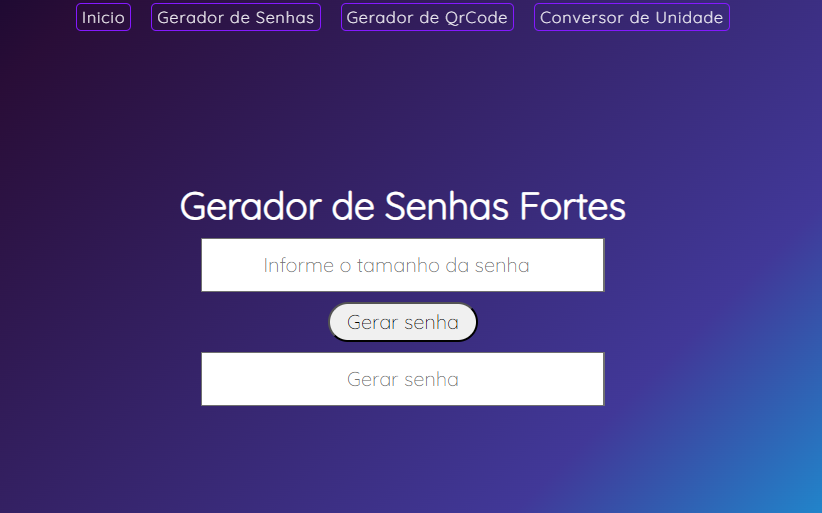 Inicio Gerador de Senhas Gerador de QrCode Conversor de Unidade
Gerador de Senhas Fortes
Informe o tamanho da senha
Gerar senha
Gerar senha